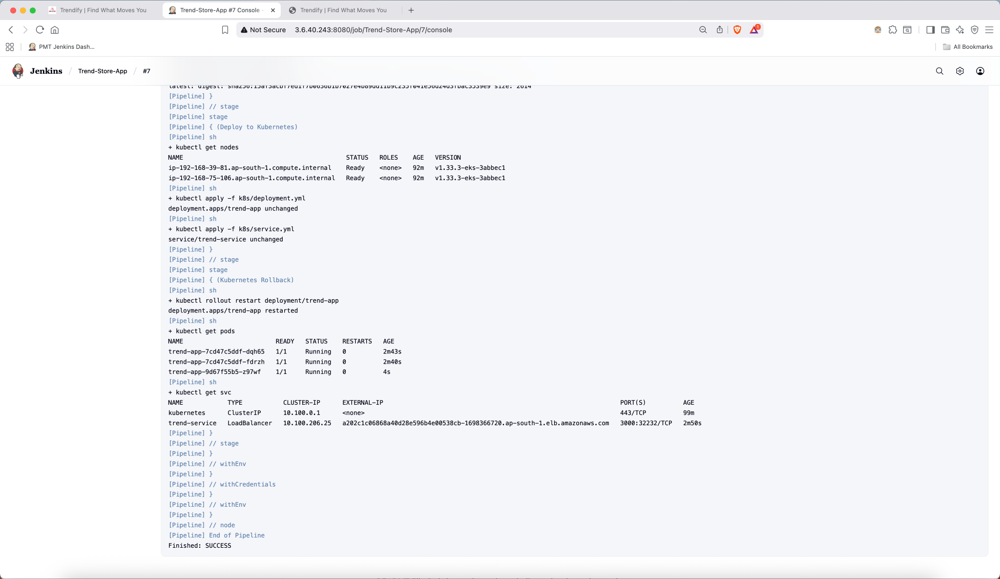 Trendify | Find What Moves You
Trend-Store-App #7 Console -
Trendify | Find What Moves You
Not Secure 3.6.40.243:8080/job/Trend-Store-App/7/console
1
PMT Jenkins Dash...
All Bookmarks
Jenkins / Trend-Store-App / #7
[Pipeline] }
[Pipeline] // stage
[Pipeline] stage
[Pipeline] { (Deploy to Kubernetes)
[Pipeline] sh
+ kubectl get nodes
NAME STATUS ROLES AGE VERSION
ip-192-168-39-81.ap-south-1.compute.internal Ready <none> 92m v1.33.3-eks-3abbec1
ip-192-168-75-106.ap-south-1.compute.internal Ready <none> 92m v1.33.3-eks-3abbec1
[Pipeline] sh
+ kubectl apply -f k8s/deployment.yml
deployment.apps/trend-app unchanged
[Pipeline] sh
+ kubectl apply -f k8s/service.yml
service/trend-service unchanged
[Pipeline] }
[Pipeline] // stage
[Pipeline] stage
[Pipeline] { (Kubernetes Rollback)
[Pipeline] sh
+ kubectl rollout restart deployment/trend-app
deployment.apps/trend-app restarted
[Pipeline] sh
+ kubectl get pods
NAME READY STATUS RESTARTS AGE
trend-app-7cd47c5ddf-dqh65 1/1 Running 0 2m43s
trend-app-7cd47c5ddf-fdrzh 1/1 Running 0 2m40s
trend-app-9d67f55b5-z97wf 1/1 Running 0 4s
[Pipeline] sh
+ kubectl get svc
NAME TYPE CLUSTER-IP EXTERNAL-IP PORT(S) AGE
kubernetes ClusterIP 10.100.0.1 <none> 443/TCP 99m
trend-service LoadBalancer 10.100.206.25 a202c1c06868a40d28e596b4e00538cb-1698366720.ap-south-1.elb.amazonaws.com 3000:32232/TCP 2m50s
[Pipeline] }
[Pipeline] // stage
[Pipeline] }
[Pipeline] // withEnv
[Pipeline] }
[Pipeline] // withCredentials
[Pipeline] }
[Pipeline] // withEnv
[Pipeline] }
[Pipeline] // node
[Pipeline] End of Pipeline
Finished: SUCCESS